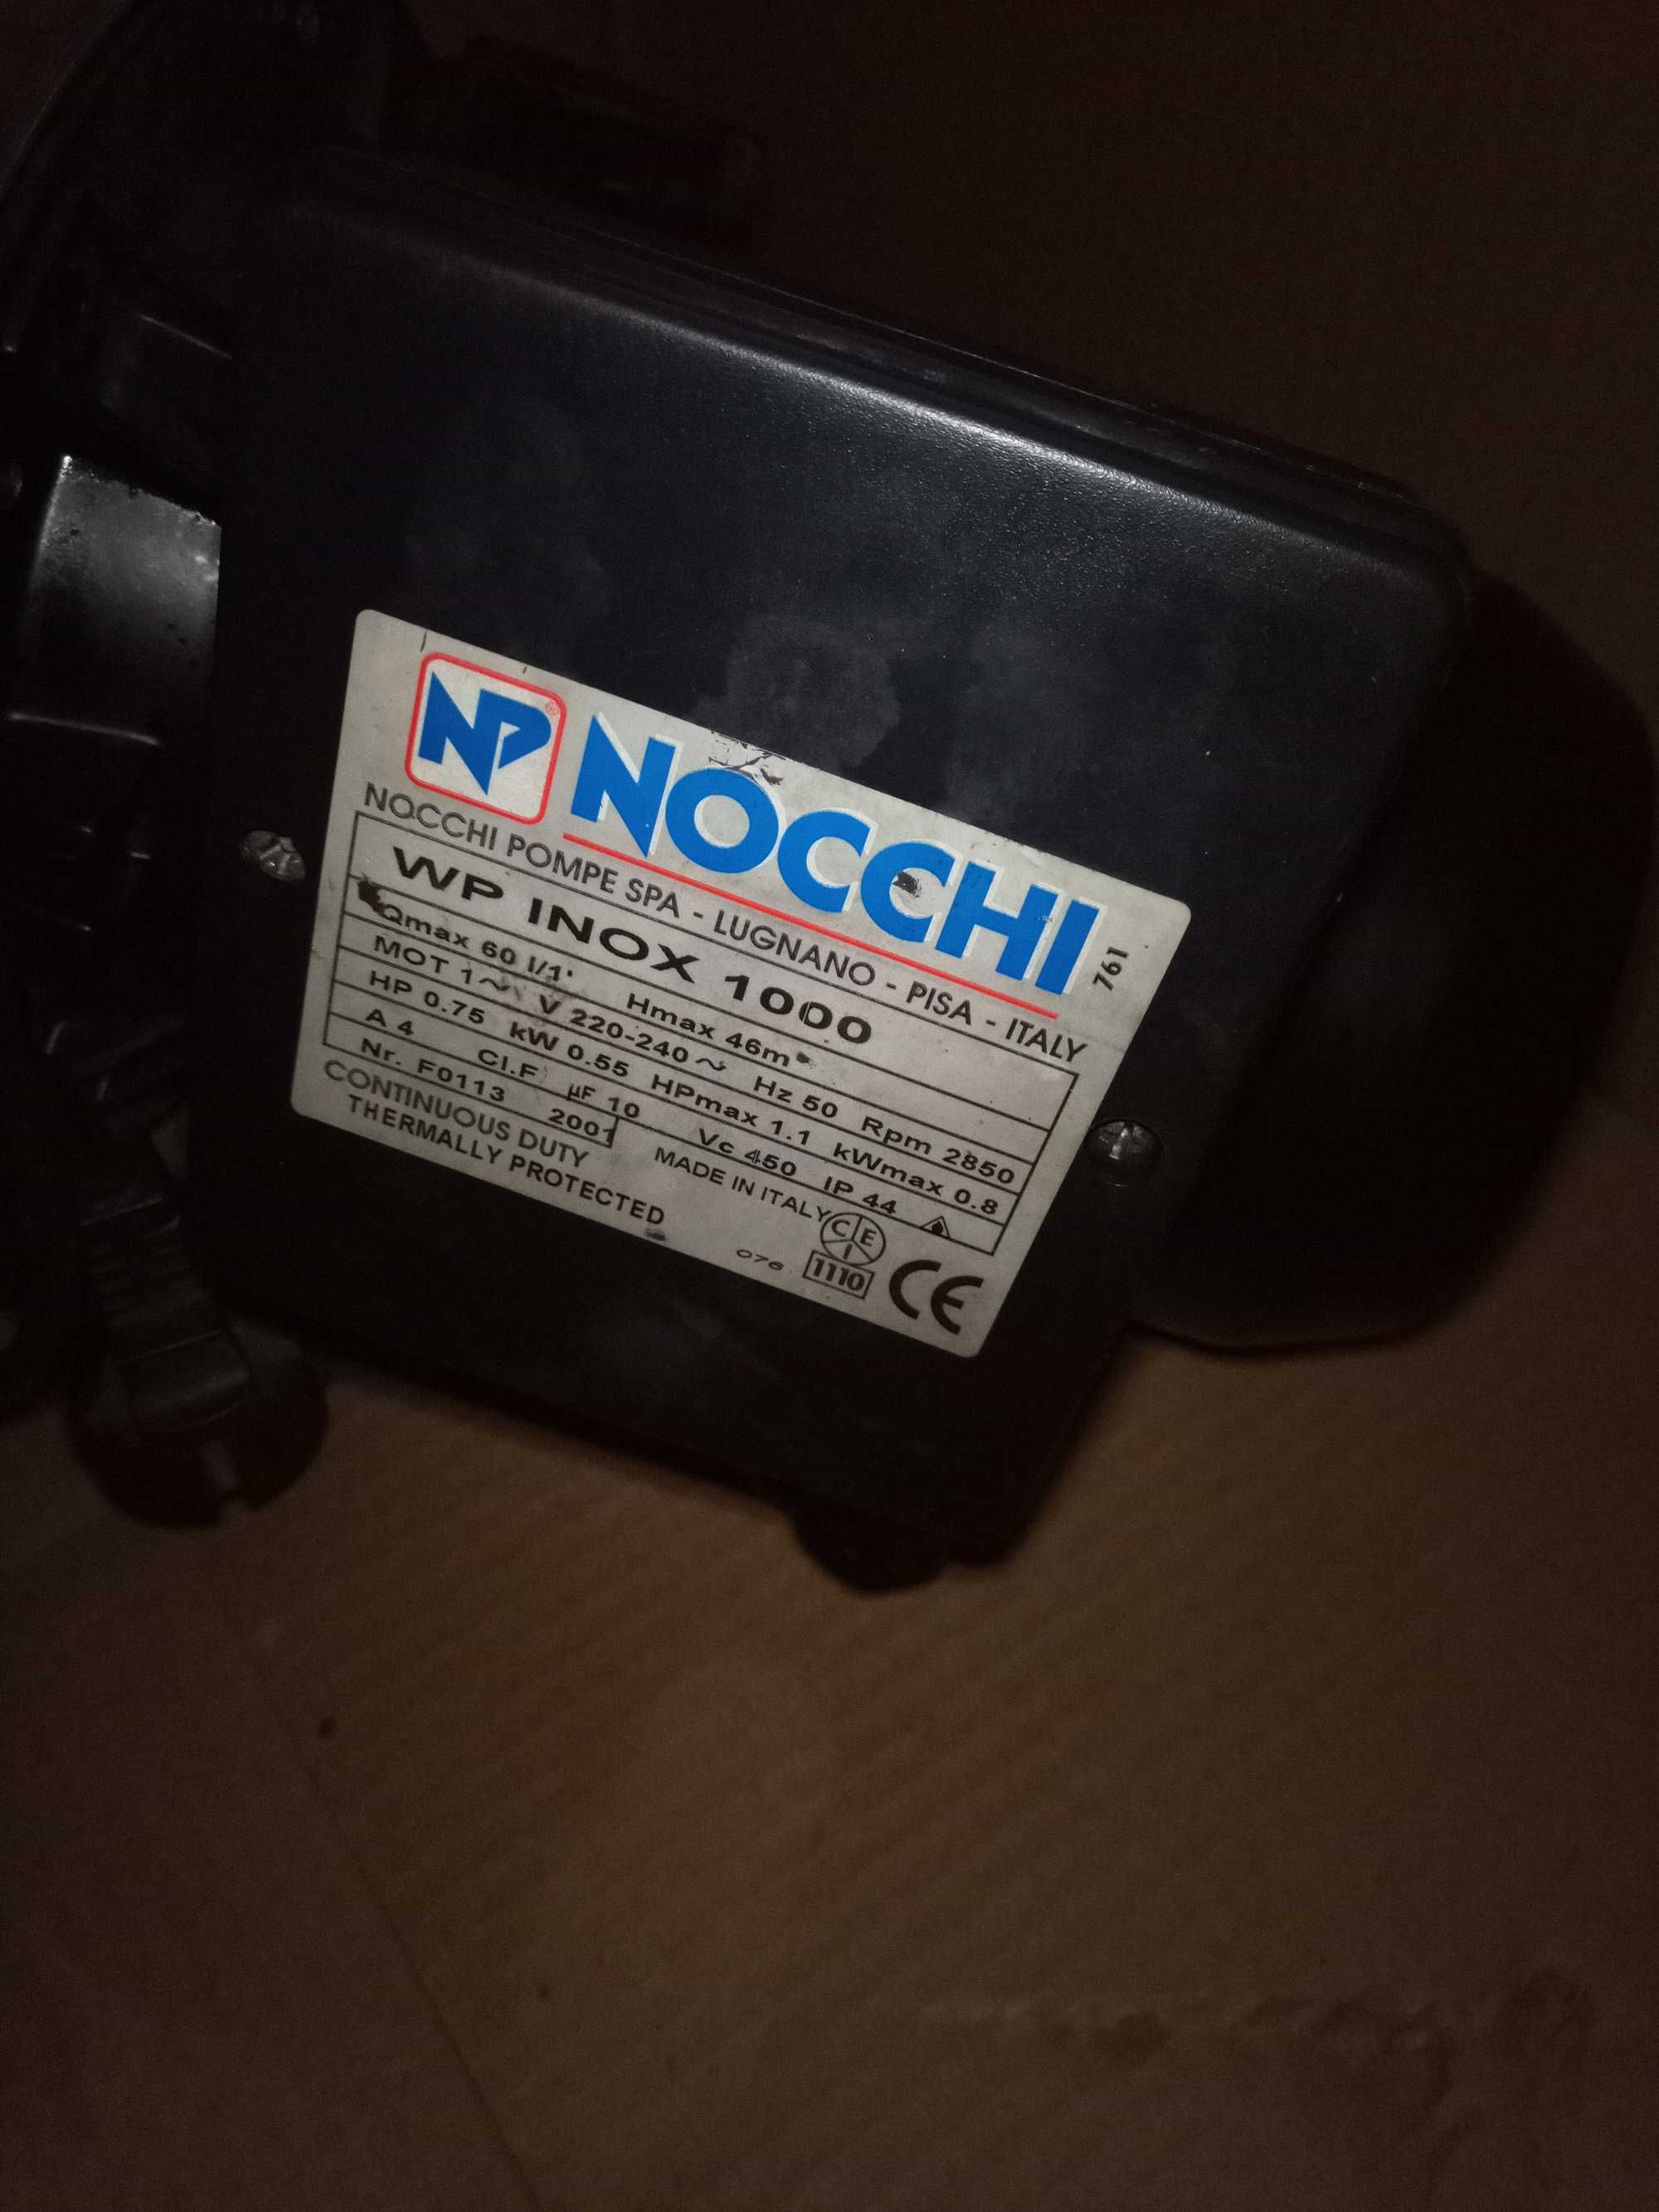 NP® NOCCHI
761
NOCCHI POMPE SPA - LUGNANO - PISA - ITALY
WP INOX 1000
Qmax 60 l/1' Hmax 46m
MOT 1~ V 220-240 ~ Hz 50 Rpm 2850
HP 0.75 kW 0.55 HPmax 1.1 kWmax 0.8
A 4 Cl.F µF 10 Vc 450 IP 44
Nr. F0113 2001
CONTINUOUS DUTY MADE IN ITALY
THERMALLY PROTECTED
076
CEI
1110
CE